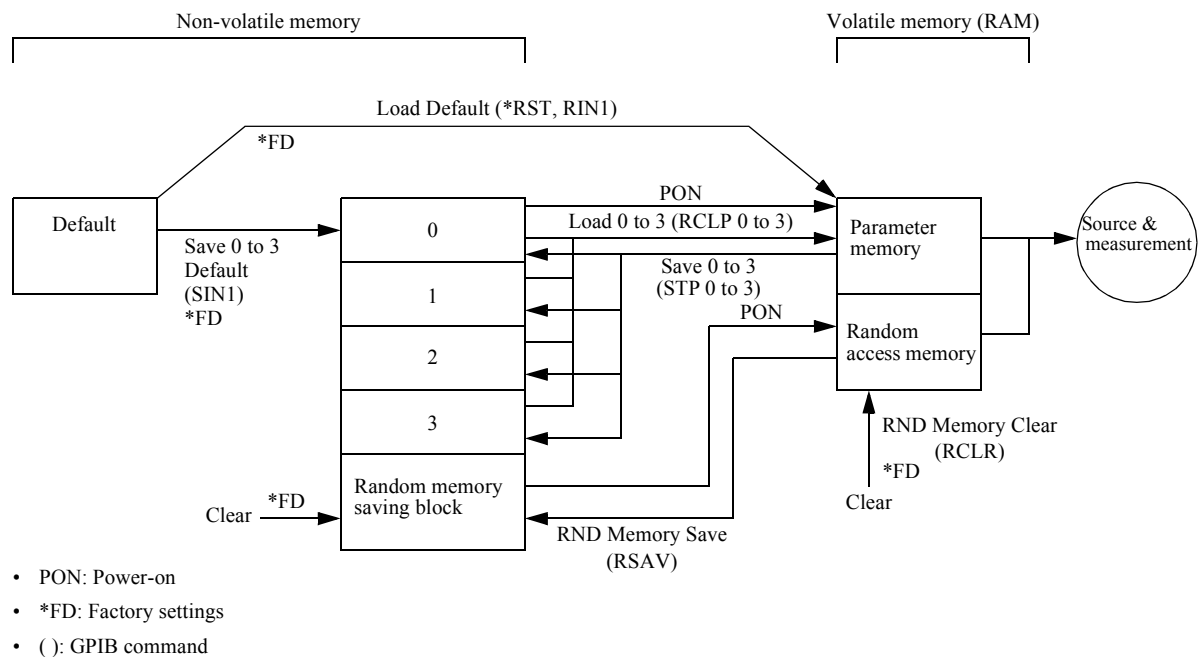 Non-volatile memory
Volatile memory (RAM)
Load Default (*RST, RIN1)
*FD
Default
Save 0 to 3
Default
(SIN1)
*FD
0
1
2
3
Random memory
saving block
Clear
*FD
PON
Load 0 to 3 (RCLP 0 to 3)
Save 0 to 3
(STP 0 to 3)
PON
RND Memory Save
(RSAV)
Parameter
memory
Random
access memory
RND Memory Clear
(RCLR)
*FD
Clear
Source &
measurement
• PON: Power-on
• *FD: Factory settings
• ( ): GPIB command